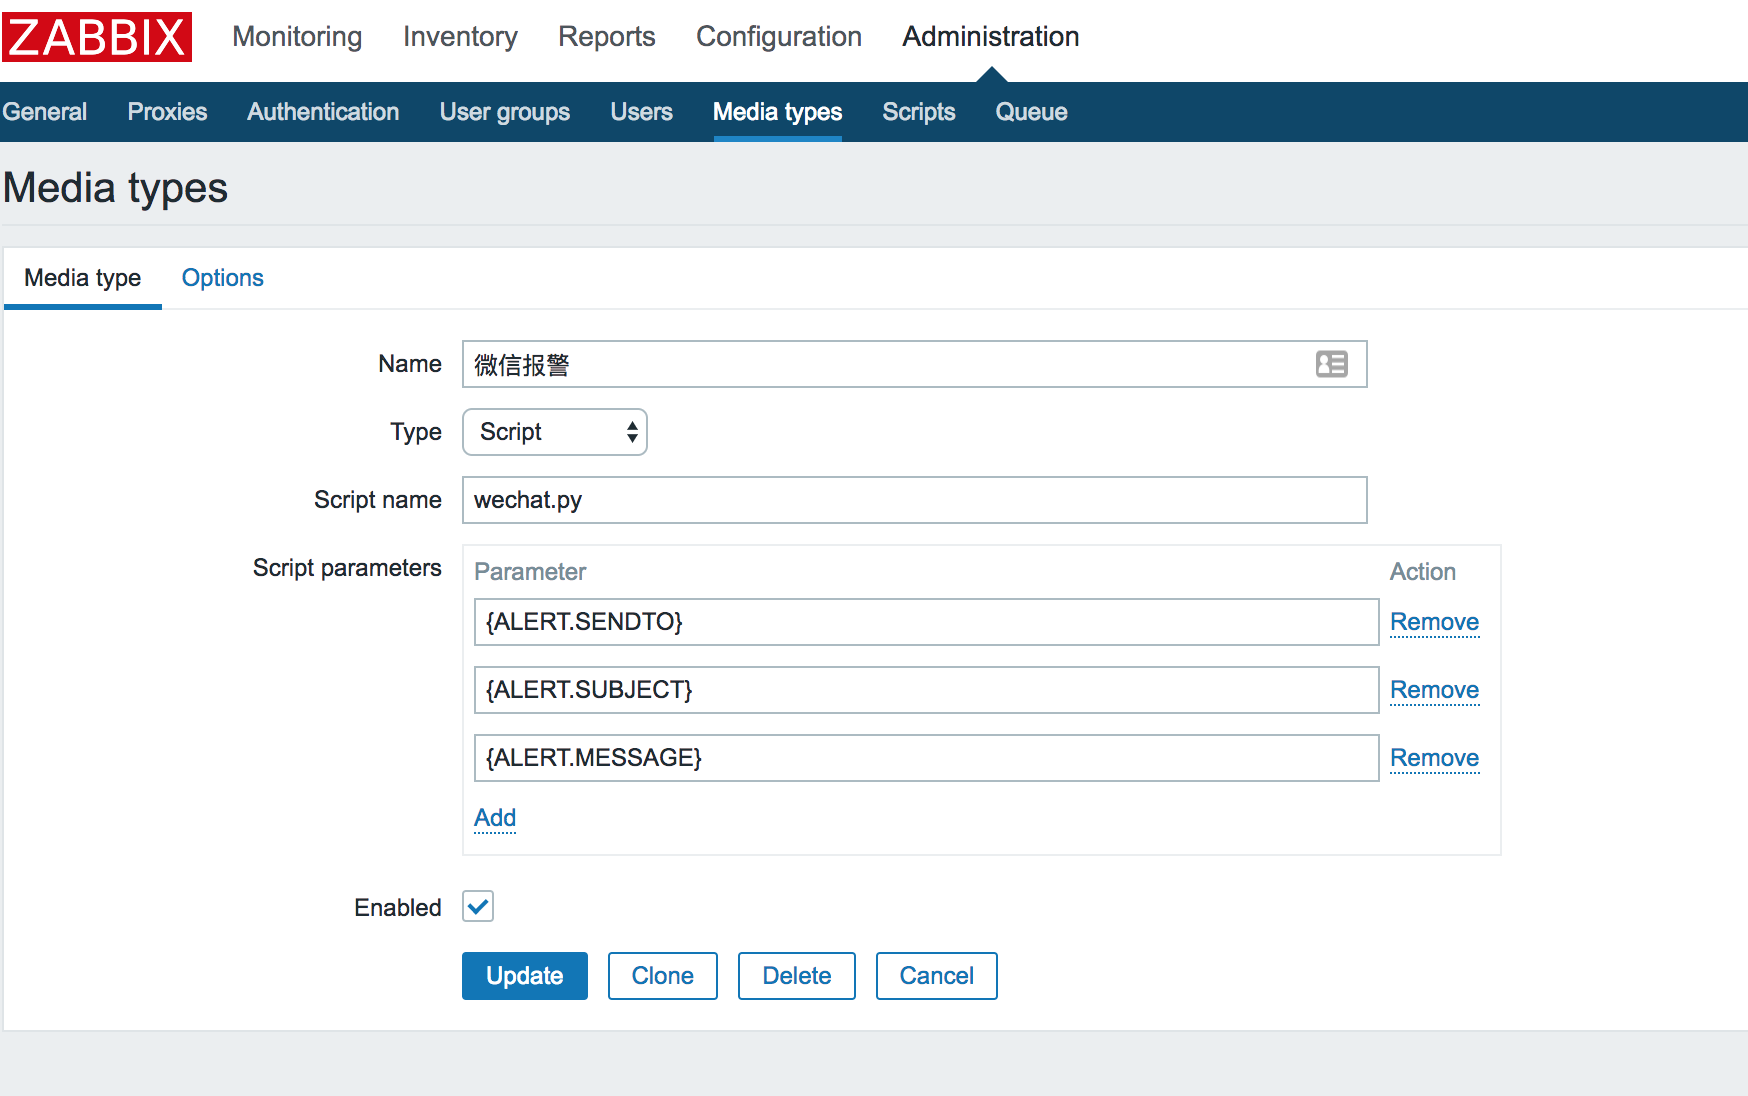 ZABBIX Monitoring Inventory Reports Configuration Administration
General Proxies Authentication User groups Users Media types Scripts Queue
Media types
Media type Options
Name 微信报警
Type Script
Script name wechat.py
Script parameters Parameter Action
{ALERT.SENDTO} Remove
{ALERT.SUBJECT} Remove
{ALERT.MESSAGE} Remove
Add
Enabled
Update Clone Delete Cancel